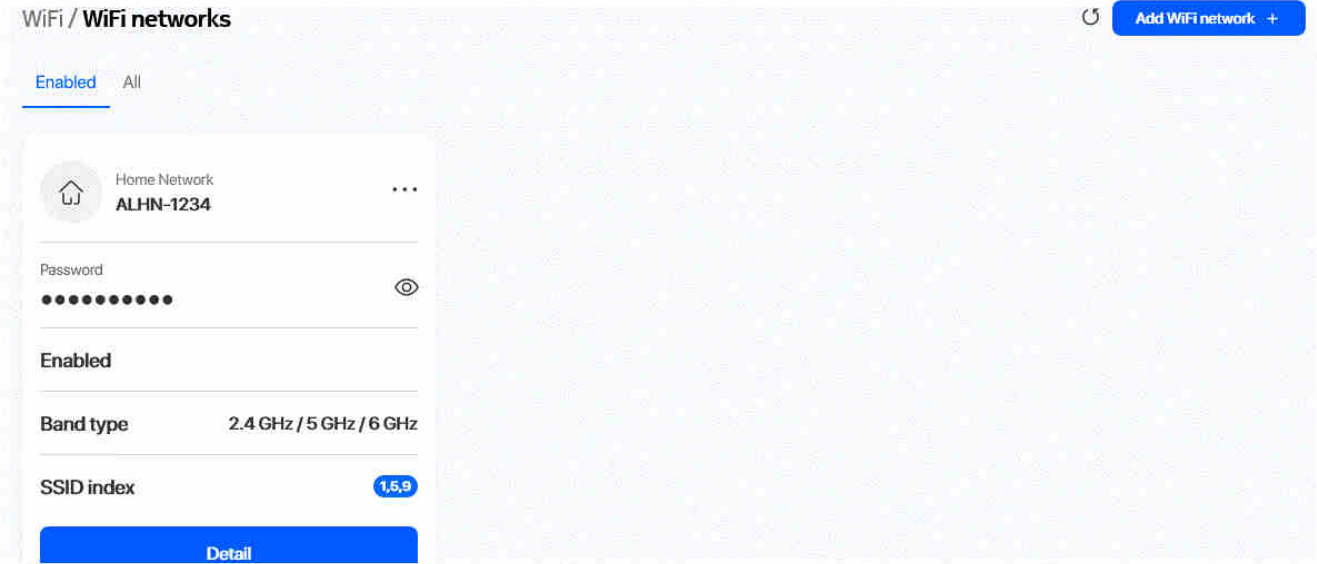 WiFi / WiFi networks
Add WiFi network +
Enabled All
Home Network
ALHN-1234
Password
●●●●●●●●●●
Enabled
Band type 2.4 GHz / 5 GHz / 6 GHz
SSID index 1,5,9
Detail